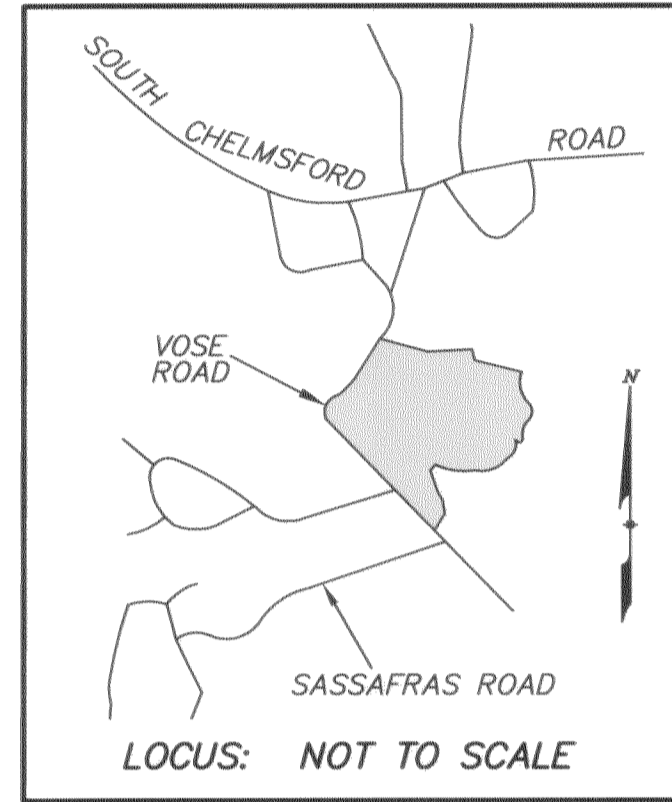 SOUTH CHELMSFORD ROAD
VOSE
ROAD
N
SASSAFRAS ROAD
LOCUS: NOT TO SCALE